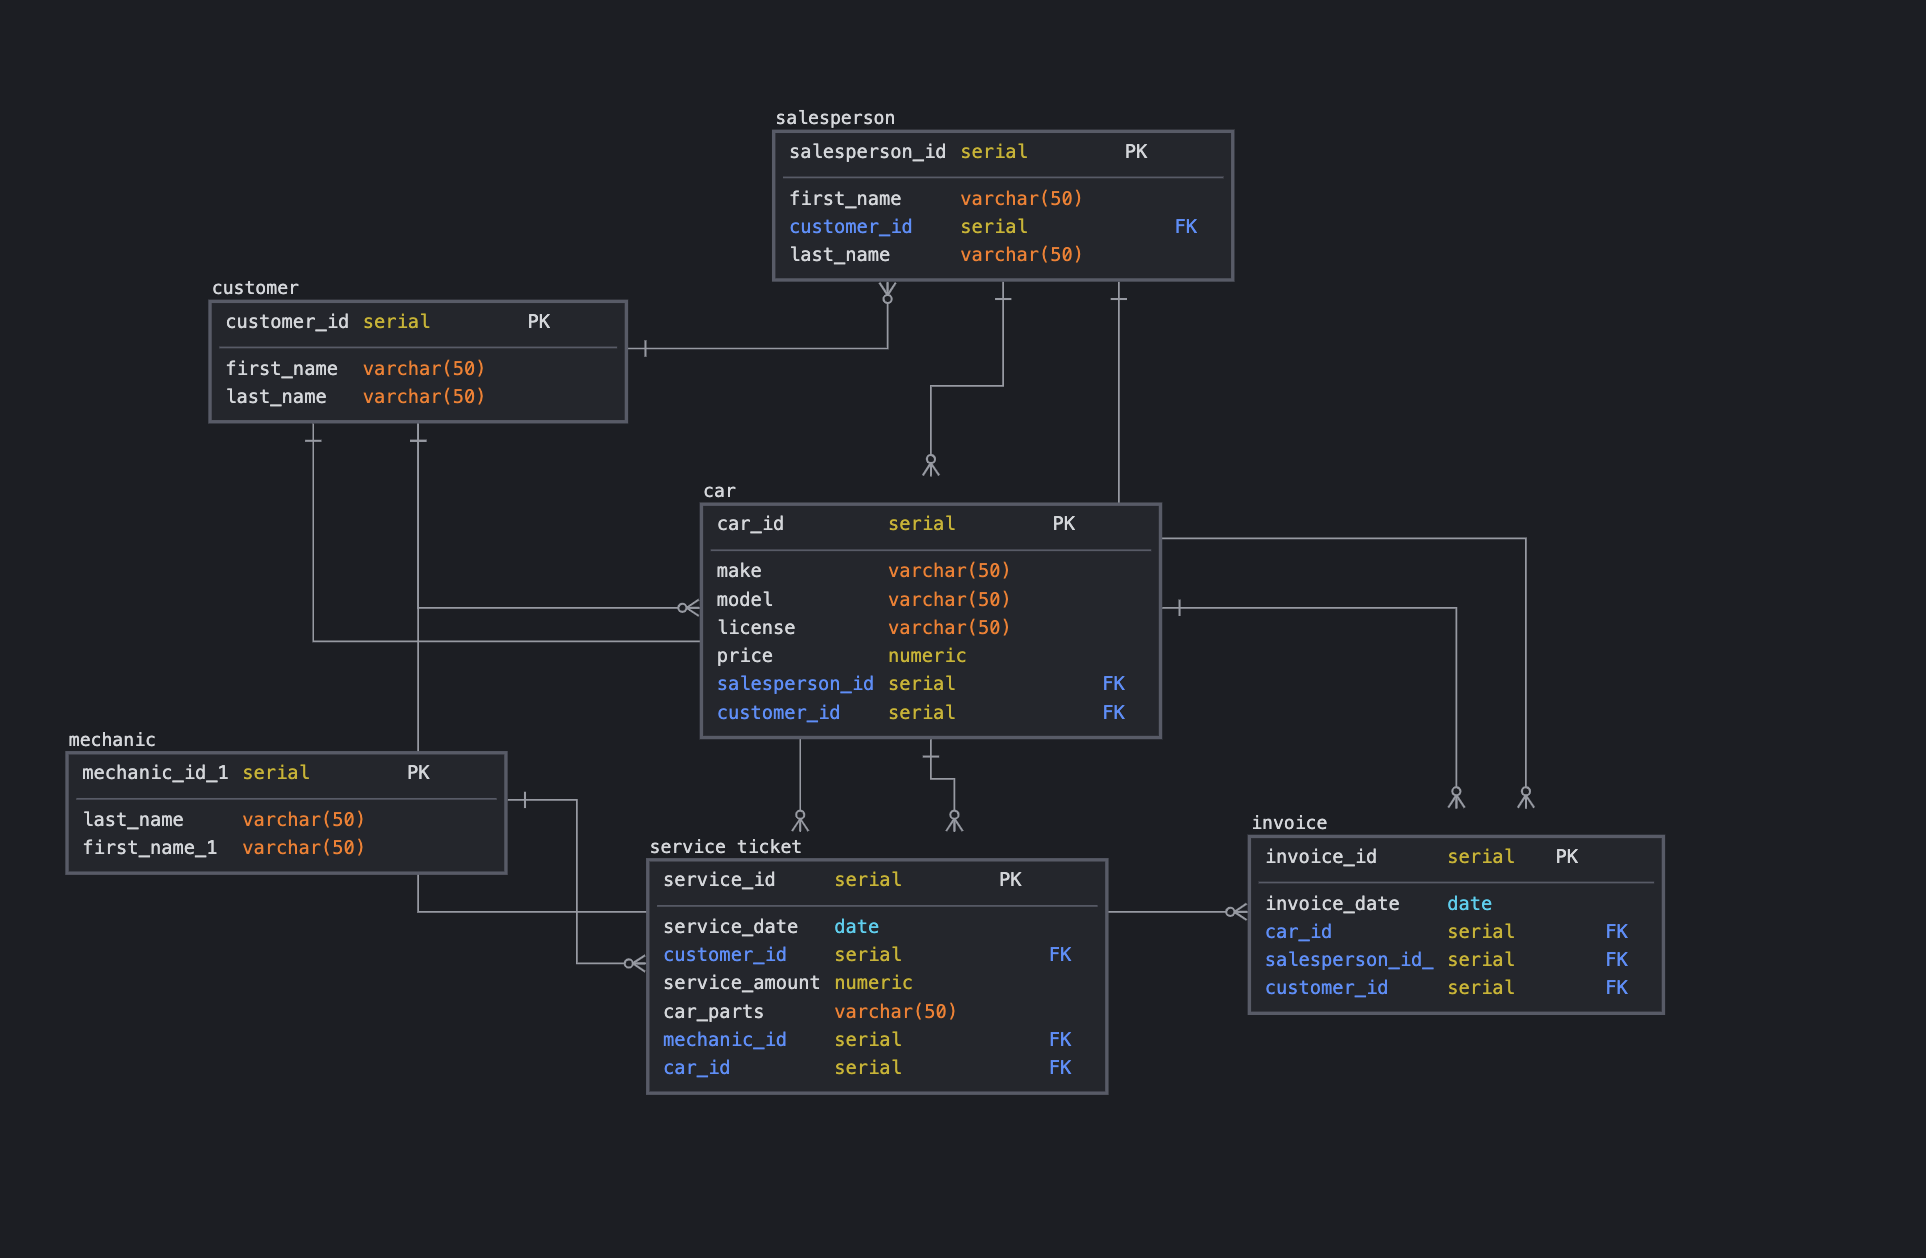 salesperson
salesperson_id serial PK
first_name varchar(50)
customer_id serial FK
last_name varchar(50)
customer
customer_id serial PK
first_name varchar(50)
last_name varchar(50)
car
car_id serial PK
make varchar(50)
model varchar(50)
license varchar(50)
price numeric
salesperson_id serial FK
customer_id serial FK
mechanic
mechanic_id_1 serial PK
last_name varchar(50)
first_name_1 varchar(50)
service ticket
service_id serial PK
service_date date
customer_id serial FK
service_amount numeric
car_parts varchar(50)
mechanic_id serial FK
car_id serial FK
invoice
invoice_id serial PK
invoice_date date
car_id serial FK
salesperson_id_ serial FK
customer_id serial FK